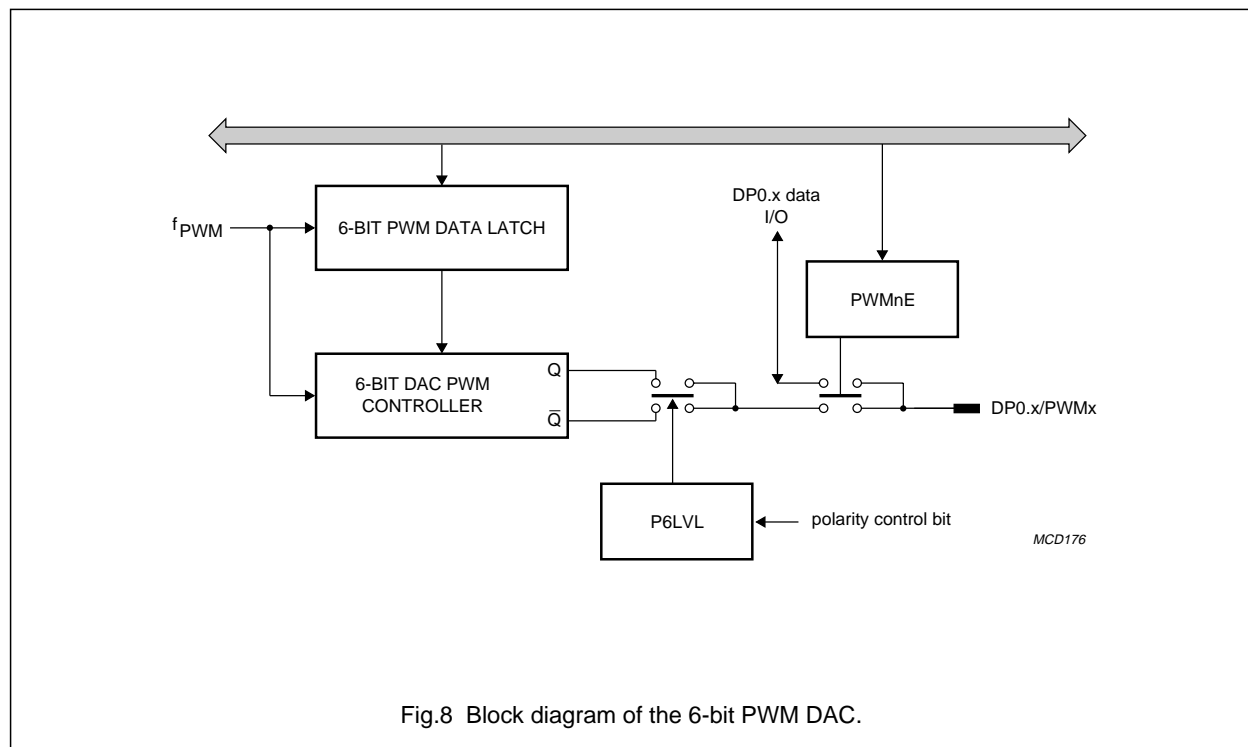 DP0.x data
I/O
fPWM
6-BIT PWM DATA LATCH
PWMnE
6-BIT DAC PWM
CONTROLLER
Q
Q̅
DP0.x/PWMx
P6LVL
polarity control bit
MCD176
Fig.8 Block diagram of the 6-bit PWM DAC.